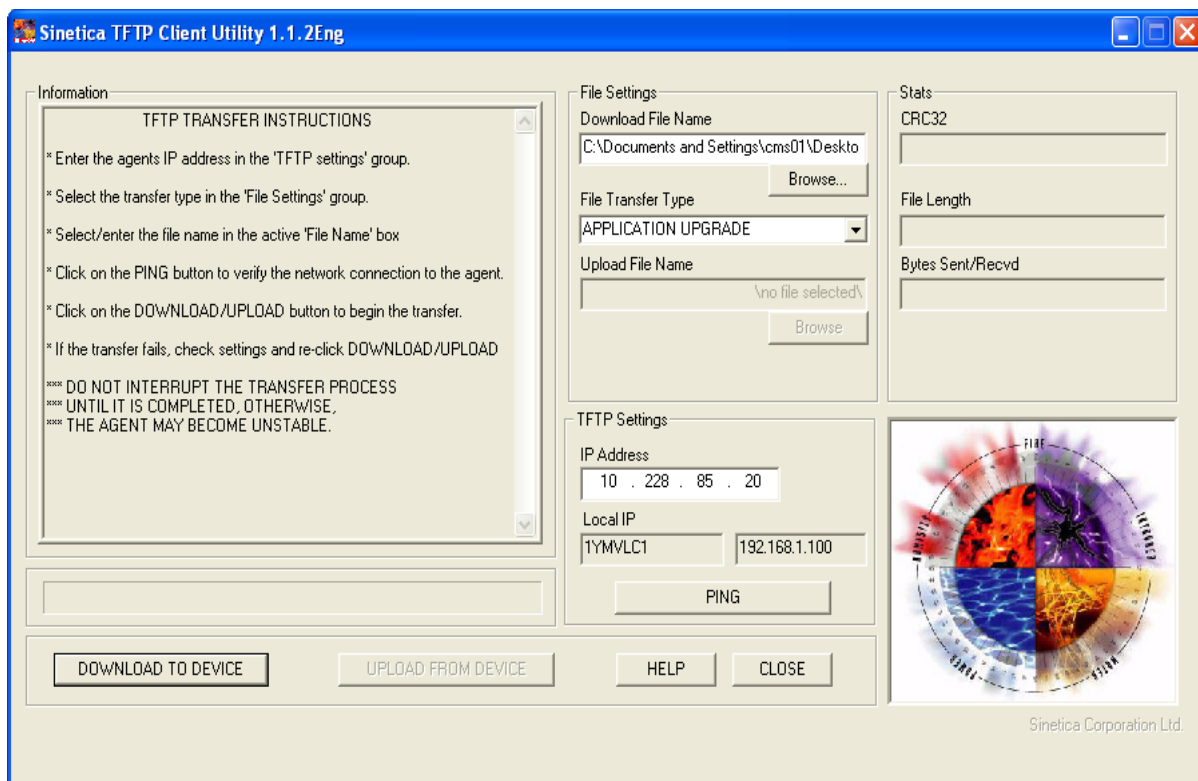 Sinetica TFTP Client Utility 1.1.2Eng
Information
TFTP TRANSFER INSTRUCTIONS
* Enter the agents IP address in the 'TFTP settings' group.
* Select the transfer type in the 'File Settings' group.
* Select/enter the file name in the active 'File Name' box
* Click on the PING button to verify the network connection to the agent.
* Click on the DOWNLOAD/UPLOAD button to begin the transfer.
* If the transfer fails, check settings and re-click DOWNLOAD/UPLOAD
*** DO NOT INTERRUPT THE TRANSFER PROCESS
*** UNTIL IT IS COMPLETED, OTHERWISE,
*** THE AGENT MAY BECOME UNSTABLE.
File Settings
Download File Name
C:\Documents and Settings\cms01\Deskto
Browse...
File Transfer Type
APPLICATION UPGRADE
Upload File Name
\no file selected\
Browse
Stats
CRC32
File Length
Bytes Sent/Recvd
TFTP Settings
IP Address
10 . 228 . 85 . 20
Local IP
1YMVLC1
192.168.1.100
PING
FIRE
HUMIDITY
POWER
WATER
DOWNLOAD TO DEVICE
UPLOAD FROM DEVICE
HELP
CLOSE
Sinetica Corporation Ltd.